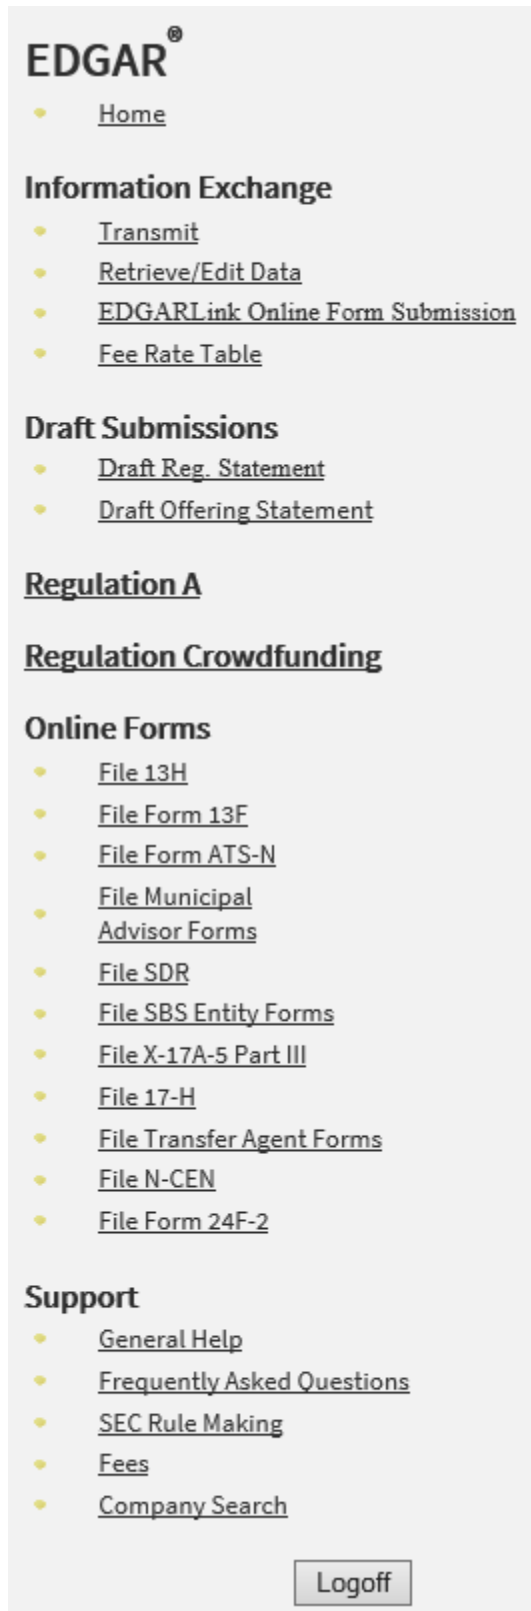 EDGAR®
Home
Information Exchange
Transmit
Retrieve/Edit Data
EDGARLink Online Form Submission
Fee Rate Table
Draft Submissions
Draft Reg. Statement
Draft Offering Statement
Regulation A
Regulation Crowdfunding
Online Forms
File 13H
File Form 13F
File Form ATS-N
File Municipal
Advisor Forms
File SDR
File SBS Entity Forms
File X-17A-5 Part III
File 17-H
File Transfer Agent Forms
File N-CEN
File Form 24F-2
Support
General Help
Frequently Asked Questions
SEC Rule Making
Fees
Company Search
Logoff